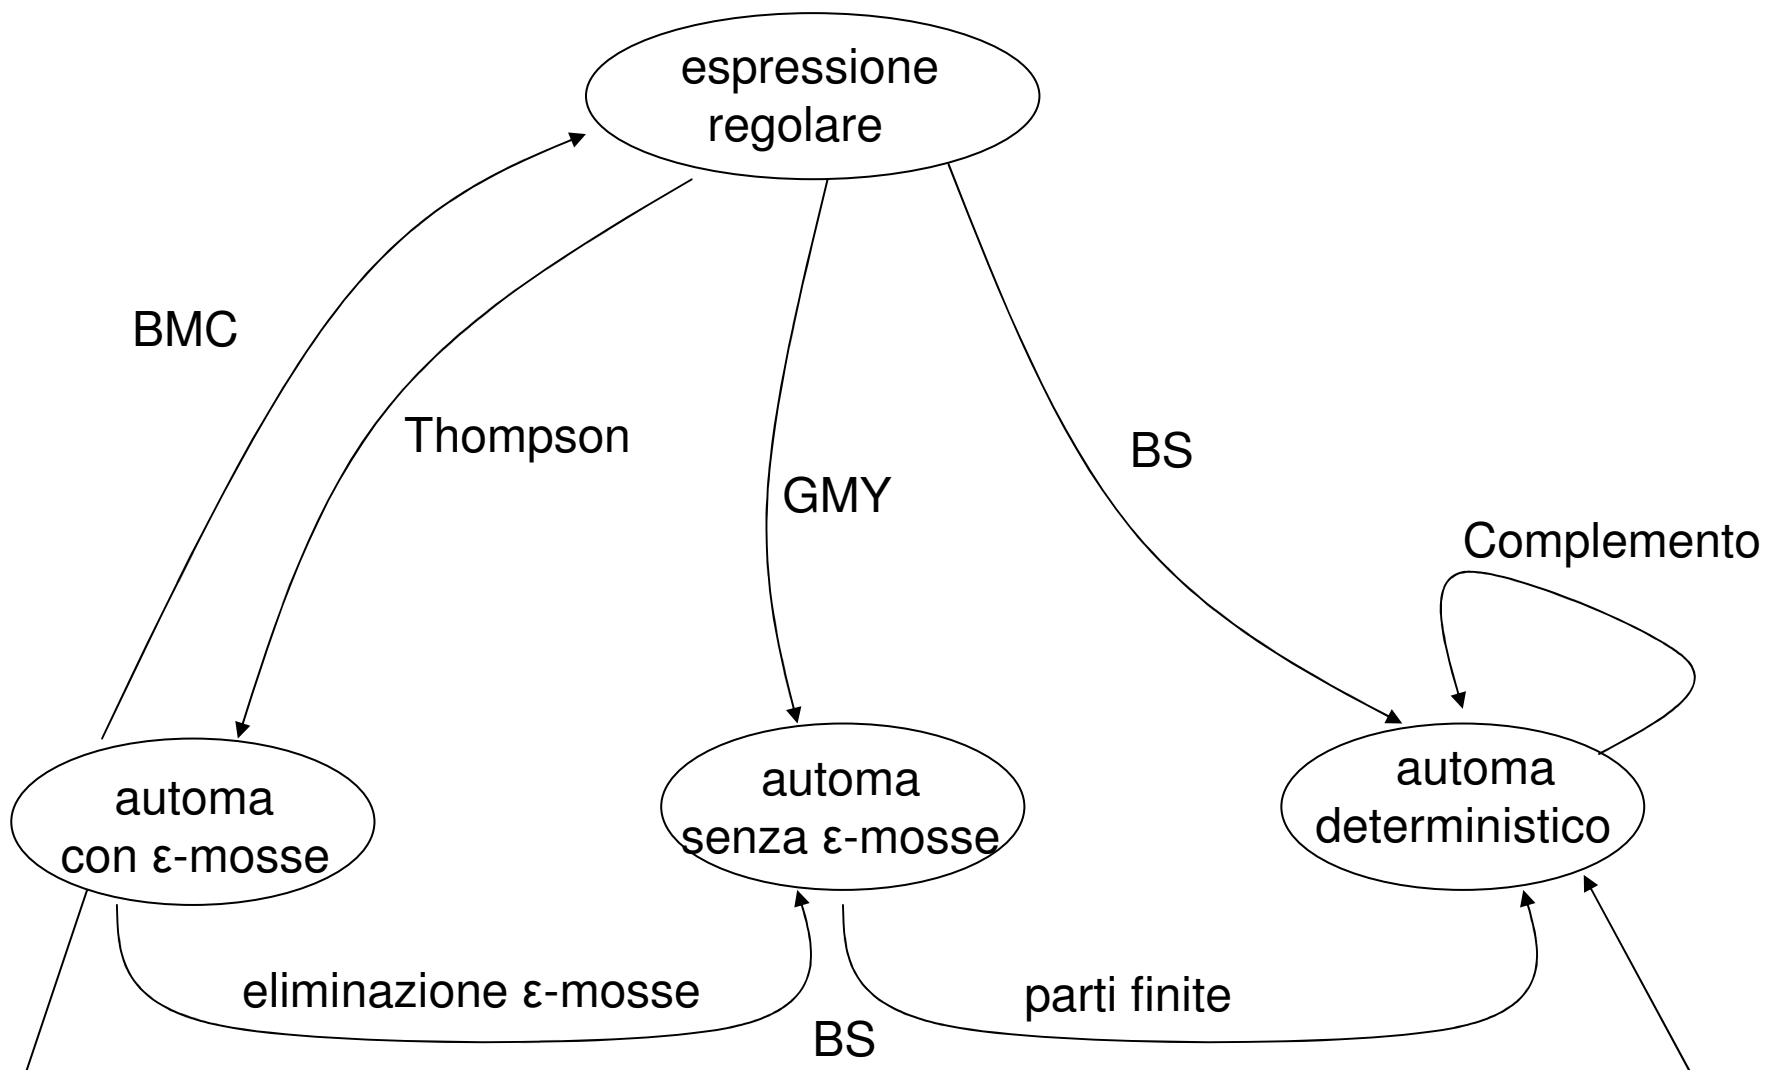 espressione
regolare
BMC
Thompson
BS
GMY
Complemento
automa
con ε-mosse
automa
senza ε-mosse
automa
deterministico
eliminazione ε-mosse
parti finite
BS